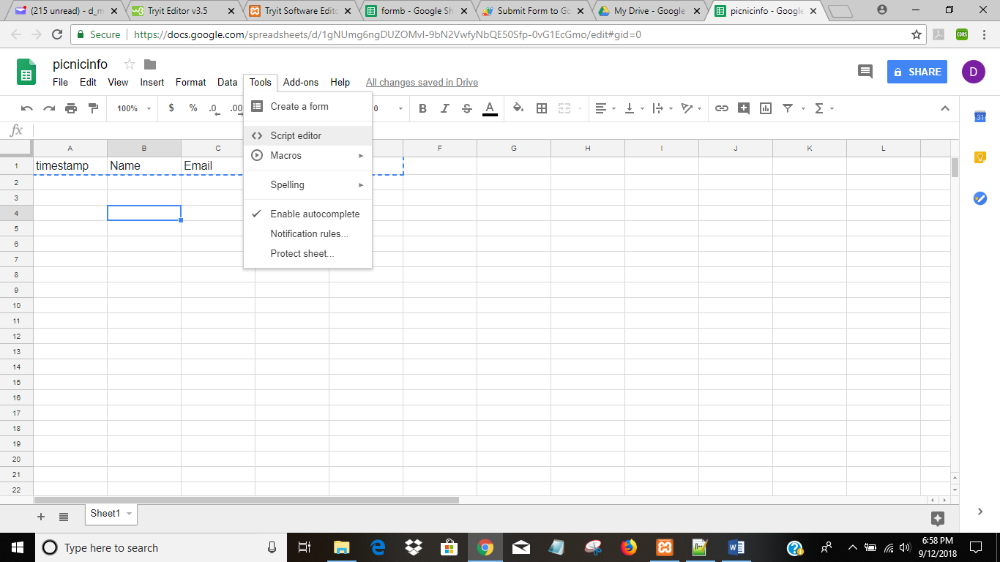 (215 unread) - d_m
Tryit Editor v3.5
Tryit Software Edito
formb - Google Sh
Submit Form to Go
My Drive - Google
picnicinfo - Google
Secure
https://docs.google.com/spreadsheets/d/1gNUmg6ngDUZOMvI-9bN2VwfyNbQE50Sfp-0vG1EcGmo/edit#gid=0
picnicinfo
File Edit View Insert Format Data Tools Add-ons Help All changes saved in Drive
SHARE
D
100% $ % .0 .00 0 B I S A
fx
Create a form
Script editor
Macros
Spelling
Enable autocomplete
Notification rules...
Protect sheet...
A B C F G H I J K L
1 timestamp Name Email
2
3
4
5
6
7
8
9
10
11
12
13
14
15
16
17
18
19
20
21
22
31
Sheet1
Type here to search
6:58 PM
9/12/2018